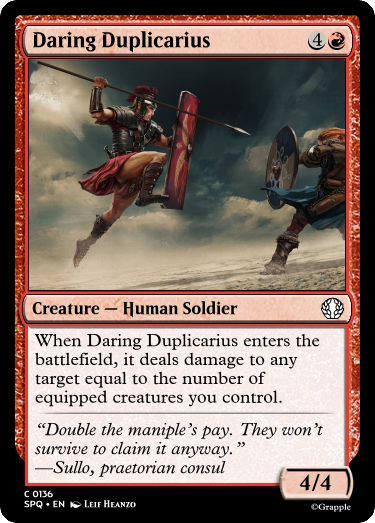 Daring Duplicarius 4
Creature — Human Soldier
When Daring Duplicarius enters the
battlefield, it deals damage to any
target equal to the number of
equipped creatures you control.
“Double the maniple's pay. They won't
survive to claim it anyway.”
—Sullo, praetorian consul
4/4
C 0136
SPQ • EN Leif Heanzo
©Grapple